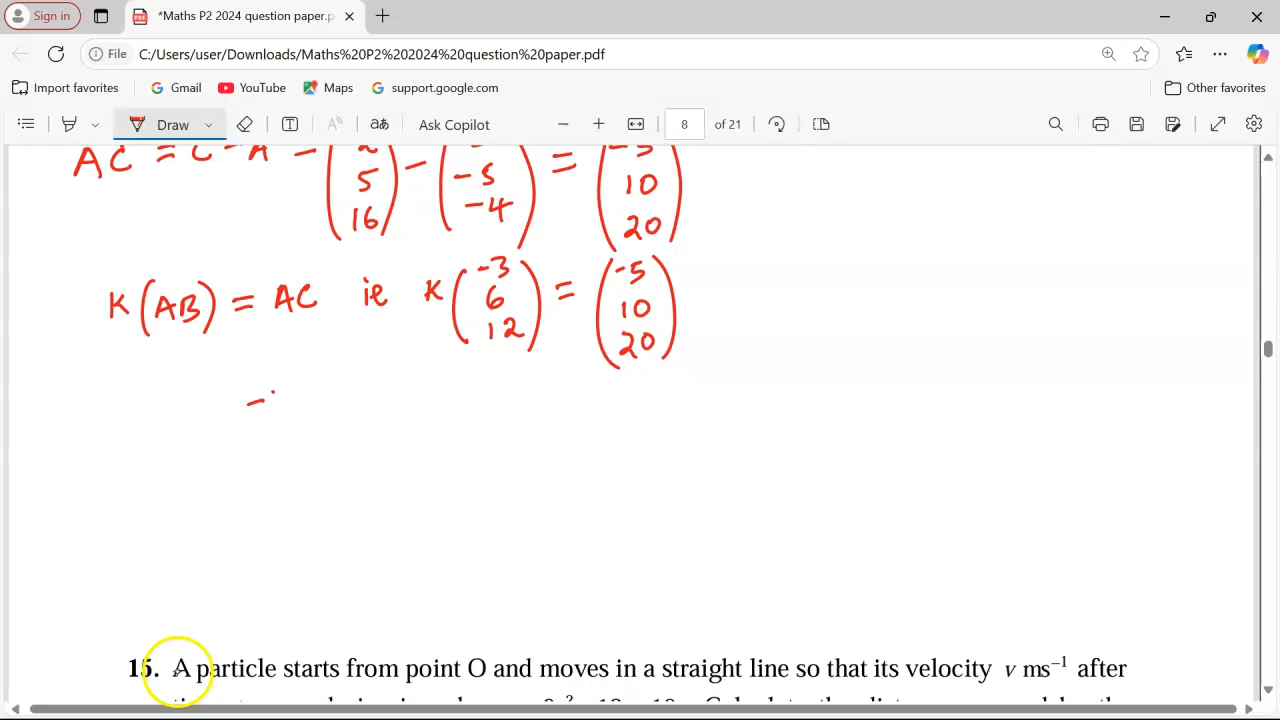 Sign in
*Maths P2 2024 question paper.p
File C:/Users/user/Downloads/Maths%20P2%202024%20question%20paper.pdf
Import favorites Gmail YouTube Maps support.google.com Other favorites
Draw Ask Copilot 8 of 21
AC = C - A - (2 5 16) - (-5 -4) = (-5 10 20)
K(AB) = AC ie K(-3 6 12) = (-5 10 20)
15. A particle starts from point O and moves in a straight line so that its velocity v ms⁻¹ after